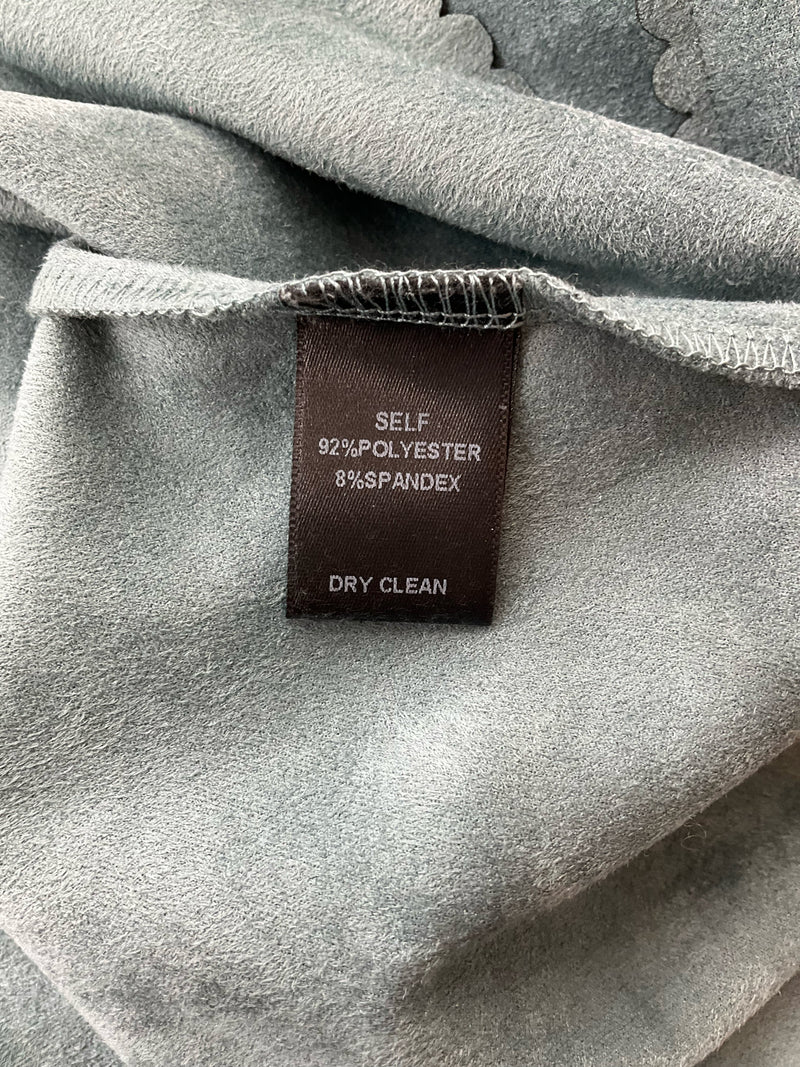 SELF
92%POLYESTER
8%SPANDEX
DRY CLEAN